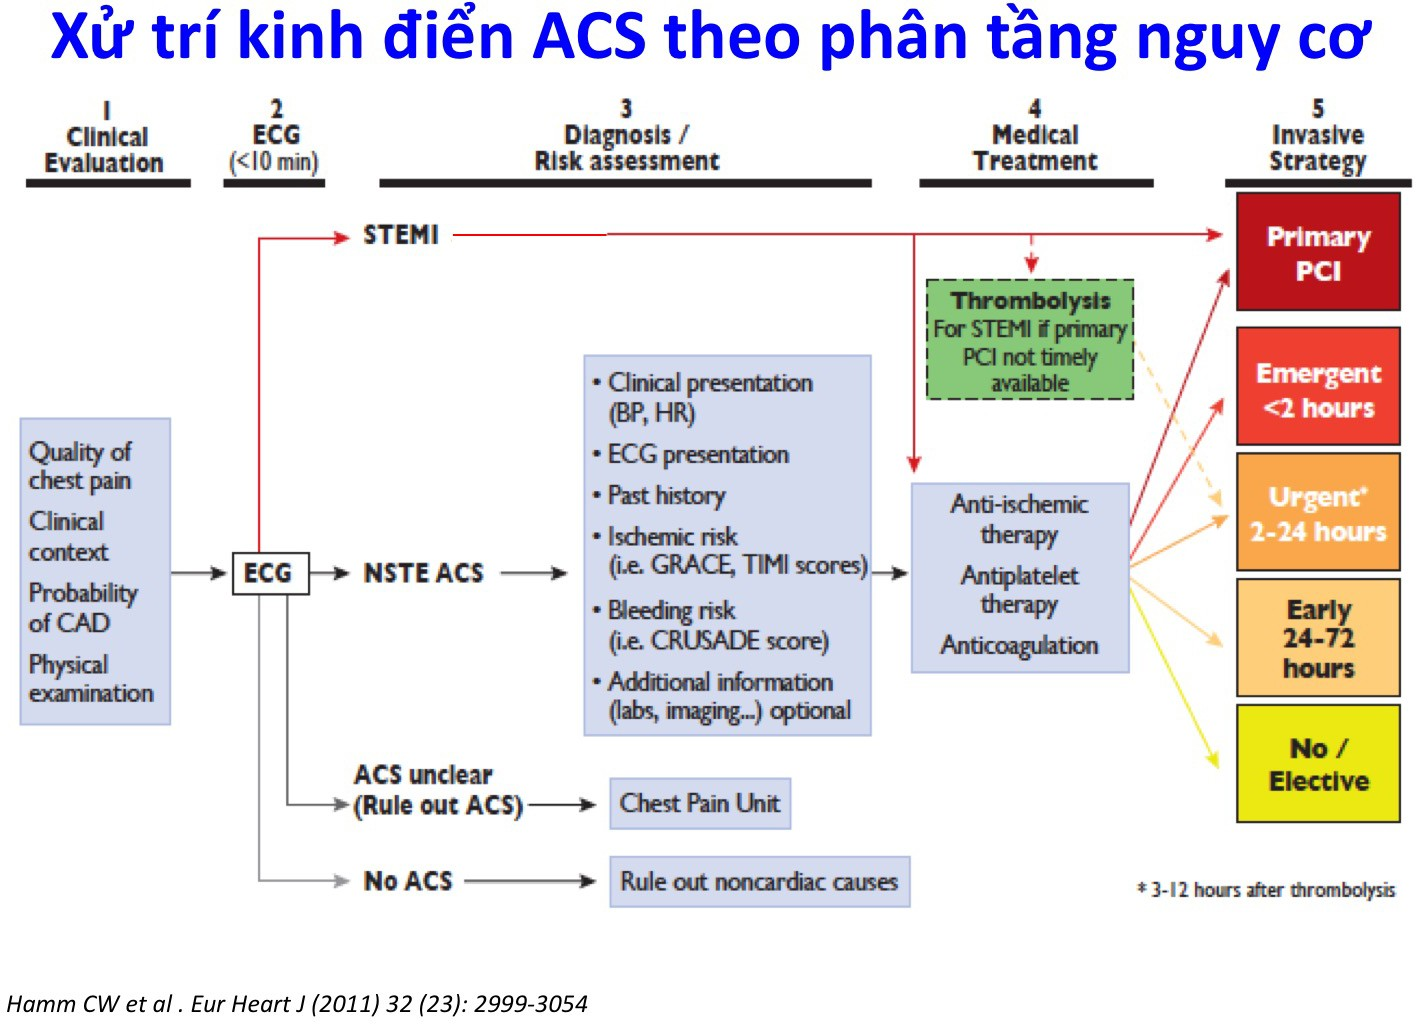 Xử trí kinh điển ACS theo phân tầng nguy cơ
1
Clinical
Evaluation
2
ECG
(<10 min)
3
Diagnosis /
Risk assessment
4
Medical
Treatment
5
Invasive
Strategy
STEMI
Primary
PCI
Thrombolysis
For STEMI if primary
PCI not timely
available
Emergent
<2 hours
Quality of
chest pain
Clinical
context
Probability
of CAD
Physical
examination
ECG
NSTE ACS
• Clinical presentation
(BP, HR)
• ECG presentation
• Past history
• Ischemic risk
(i.e. GRACE, TIMI scores)
• Bleeding risk
(i.e. CRUSADE score)
• Additional information
(labs, imaging...) optional
Anti-ischemic
therapy
Antiplatelet
therapy
Anticoagulation
Urgent*
2-24 hours
Early
24-72
hours
No /
Elective
ACS unclear
(Rule out ACS)
Chest Pain Unit
No ACS
Rule out noncardiac causes
* 3-12 hours after thrombolysis
Hamm CW et al . Eur Heart J (2011) 32 (23): 2999-3054